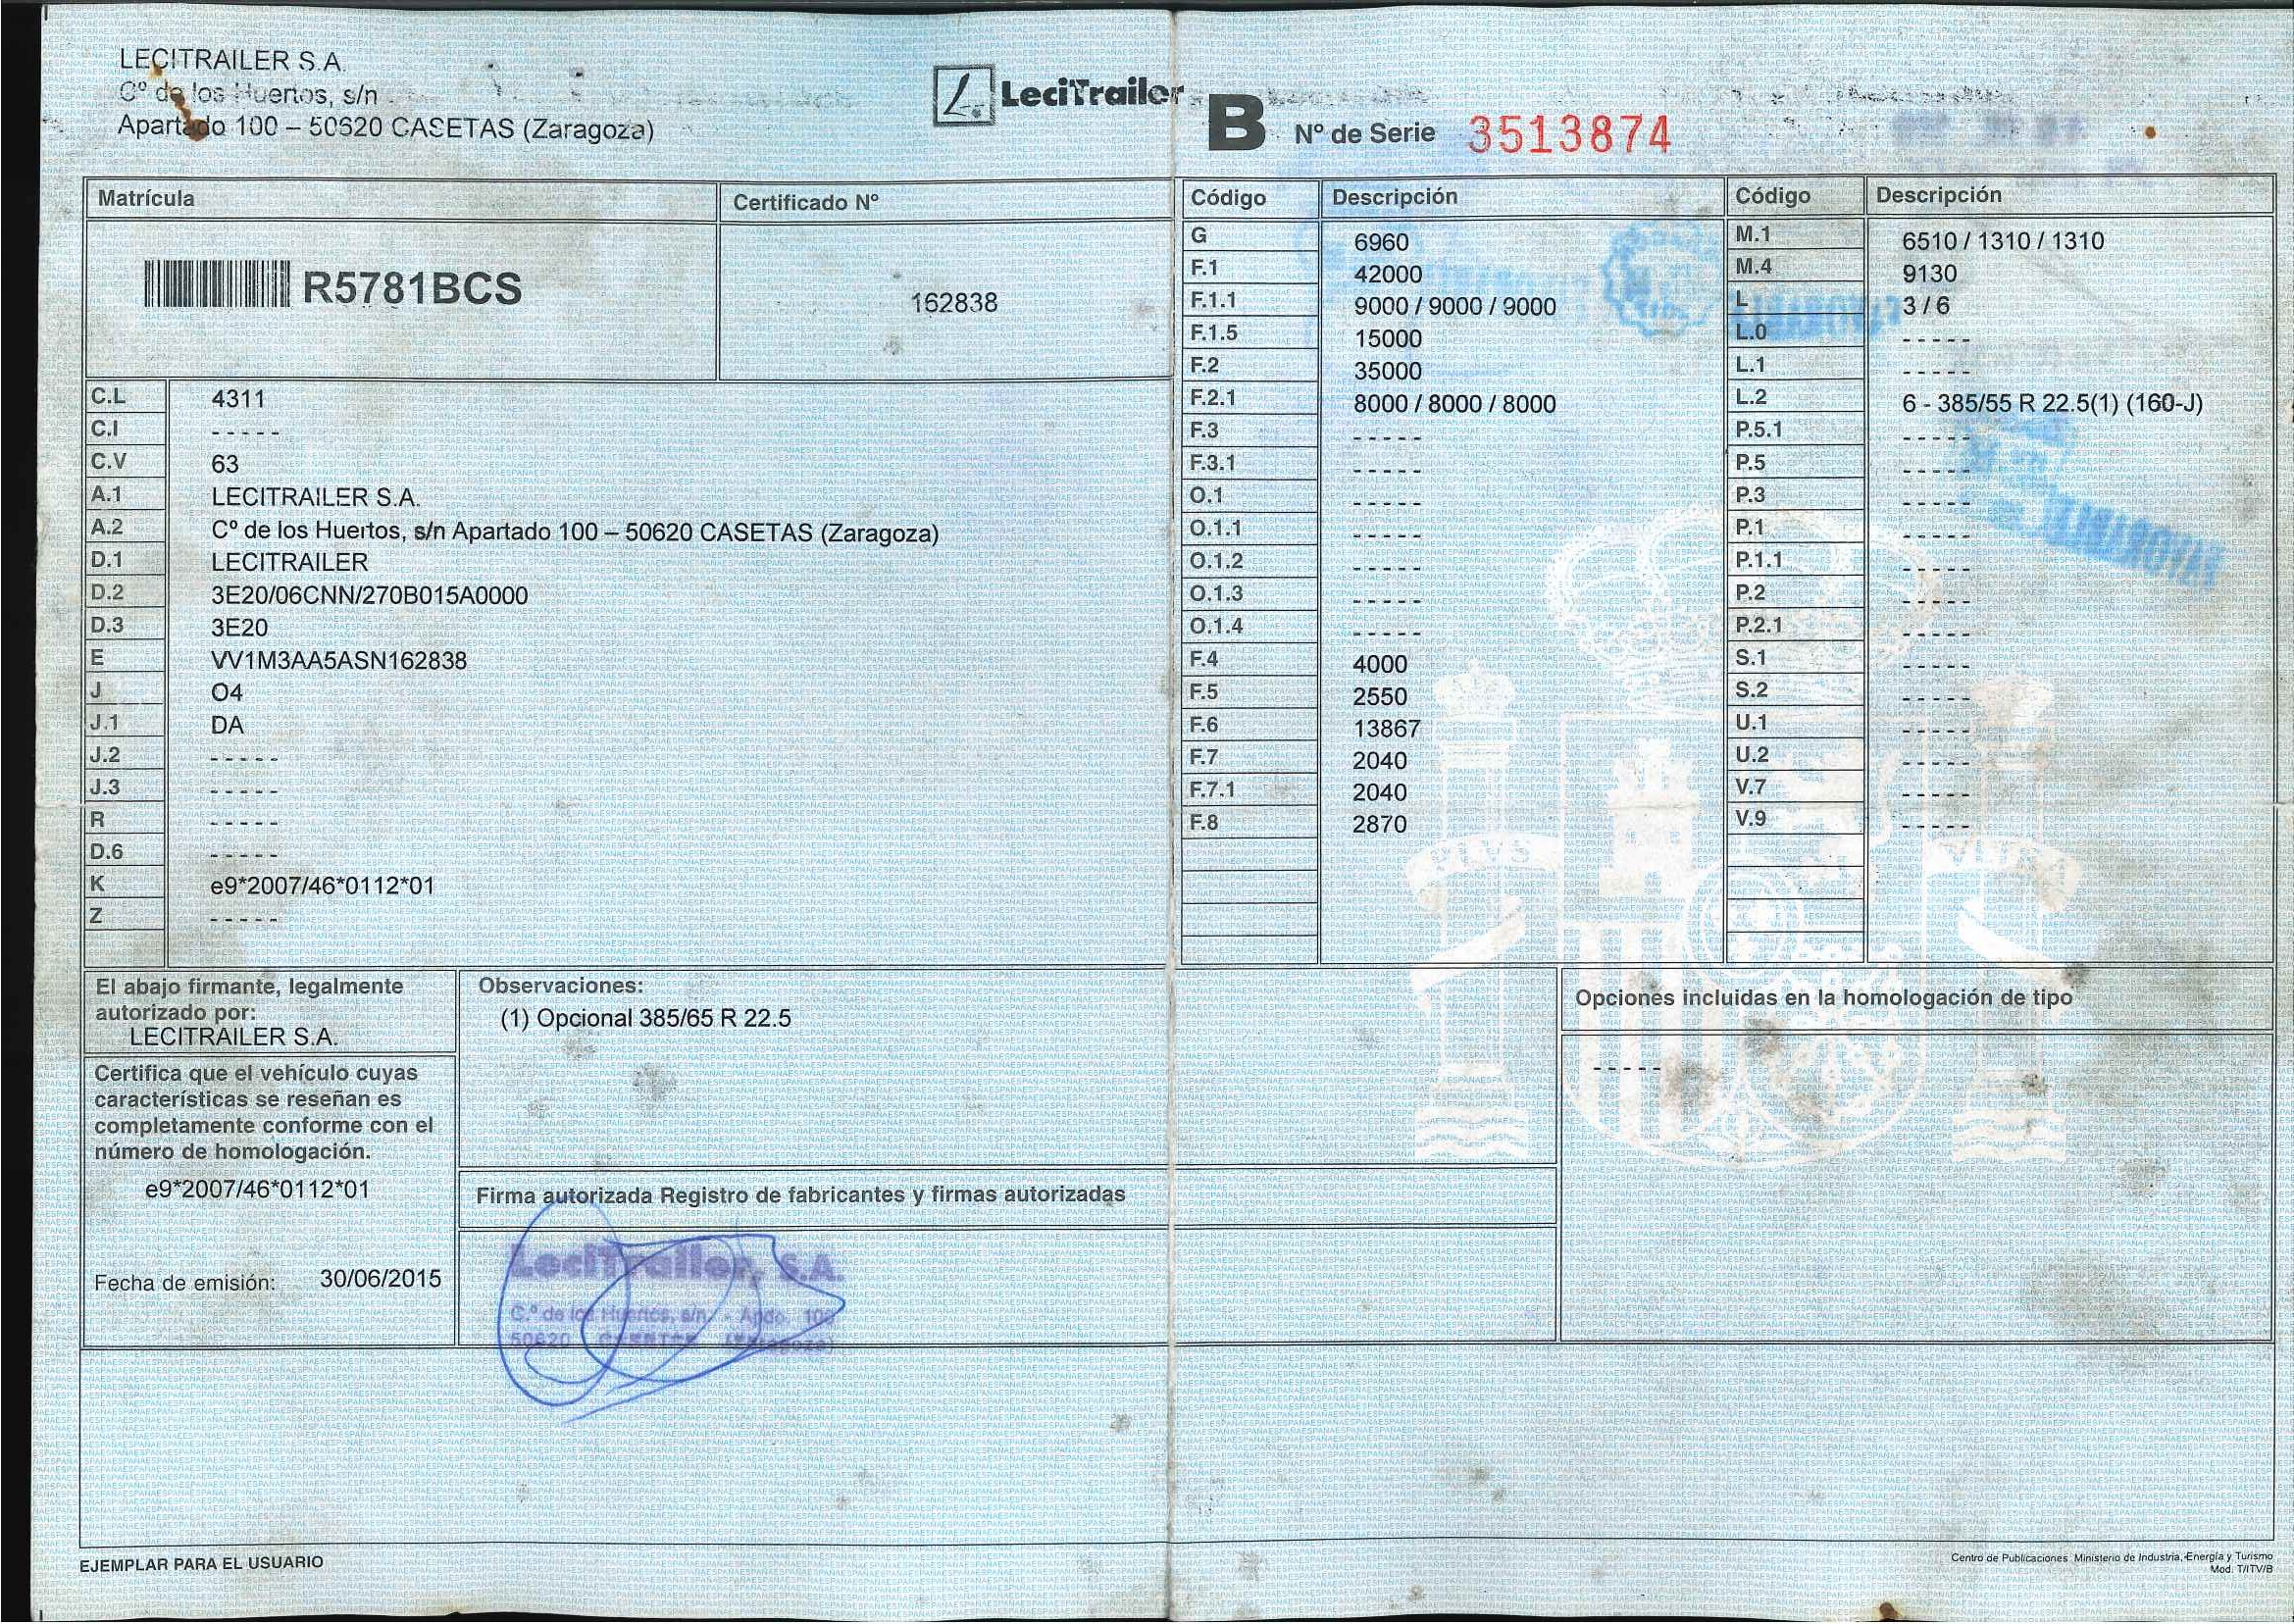 LECITRAILER S.A.
Cº de los Huertos, s/n
Apartado 100 – 50620 CASETAS (Zaragoza)
LeciTrailer
B Nº de Serie 3513874
Matrícula
Certificado Nº
R5781BCS
162838
C.L 4311
C.I - - - - -
C.V 63
A.1 LECITRAILER S.A.
A.2 Cº de los Huertos, s/n Apartado 100 – 50620 CASETAS (Zaragoza)
D.1 LECITRAILER
D.2 3E20/06CNN/270B015A0000
D.3 3E20
E VV1M3AA5ASN162838
J O4
J.1 DA
J.2 - - - - -
J.3 - - - - -
R - - - - -
D.6 - - - - -
K e9*2007/46*0112*01
Z - - - - -
Código Descripción
G 6960
F.1 42000
F.1.1 9000 / 9000 / 9000
F.1.5 15000
F.2 35000
F.2.1 8000 / 8000 / 8000
F.3 - - - - -
F.3.1 - - - - -
O.1 - - - - -
O.1.1 - - - - -
O.1.2 - - - - -
O.1.3 - - - - -
O.1.4 - - - - -
F.4 4000
F.5 2550
F.6 13867
F.7 2040
F.7.1 2040
F.8 2870
Código Descripción
M.1 6510 / 1310 / 1310
M.4 9130
L 3 / 6
L.0 - - - - -
L.1 - - - - -
L.2 6 - 385/55 R 22.5(1) (160-J)
P.5.1 - - - - -
P.5 - - - - -
P.3 - - - - -
P.1 - - - - -
P.1.1 - - - - -
P.2 - - - - -
P.2.1 - - - - -
S.1 - - - - -
S.2 - - - - -
U.1 - - - - -
U.2 - - - - -
V.7 - - - - -
V.9 - - - - -
El abajo firmante, legalmente
autorizado por:
LECITRAILER S.A.
Certifica que el vehículo cuyas
características se reseñan es
completamente conforme con el
número de homologación.
e9*2007/46*0112*01
Fecha de emisión: 30/06/2015
Observaciones:
(1) Opcional 385/65 R 22.5
Firma autorizada Registro de fabricantes y firmas autorizadas
LeciTrailer, S.A.
C.º de los Huertos, s/n - Apdo. 100
50620 CASETAS (Zaragoza)
Opciones incluidas en la homologación de tipo
- - - - -
EJEMPLAR PARA EL USUARIO
Centro de Publicaciones. Ministerio de Industria, Energía y Turismo
Mod. T/ITV/B